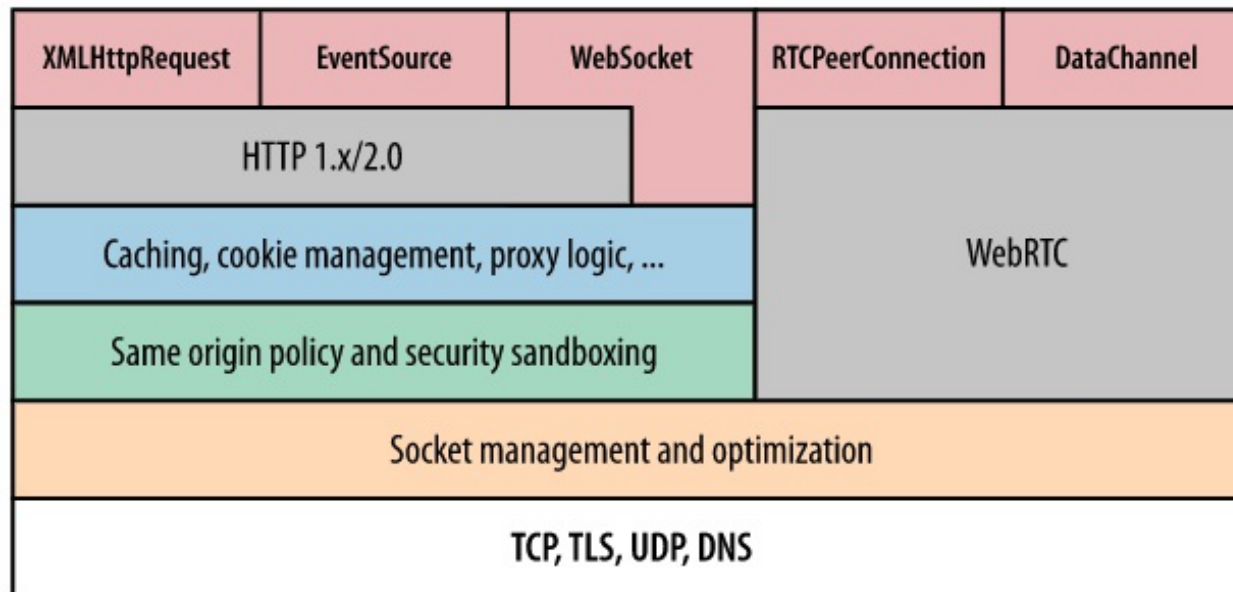 XMLHttpRequest
EventSource
WebSocket
RTCPeerConnection
DataChannel
HTTP 1.x/2.0
Caching, cookie management, proxy logic, ...
WebRTC
Same origin policy and security sandboxing
Socket management and optimization
TCP, TLS, UDP, DNS